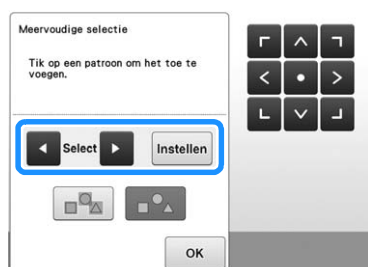 Meervoudige selectie
Tik op een patroon om het toe te
voegen.
Select Instellen
OK